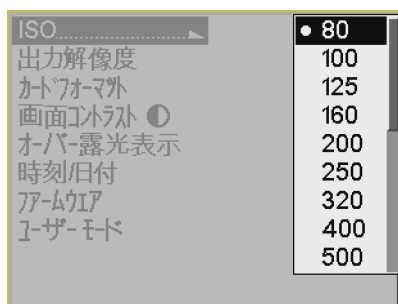 ISO
出力解像度
ｶｰﾄﾞﾌｫｰﾏｯﾄ
画面ｺﾝﾄﾗｽﾄ
ｵｰﾊﾞｰ露光表示
時刻/日付
ﾌｧｰﾑｳｪｱ
ﾕｰｻﾞｰ ﾓｰﾄﾞ
80
100
125
160
200
250
320
400
500